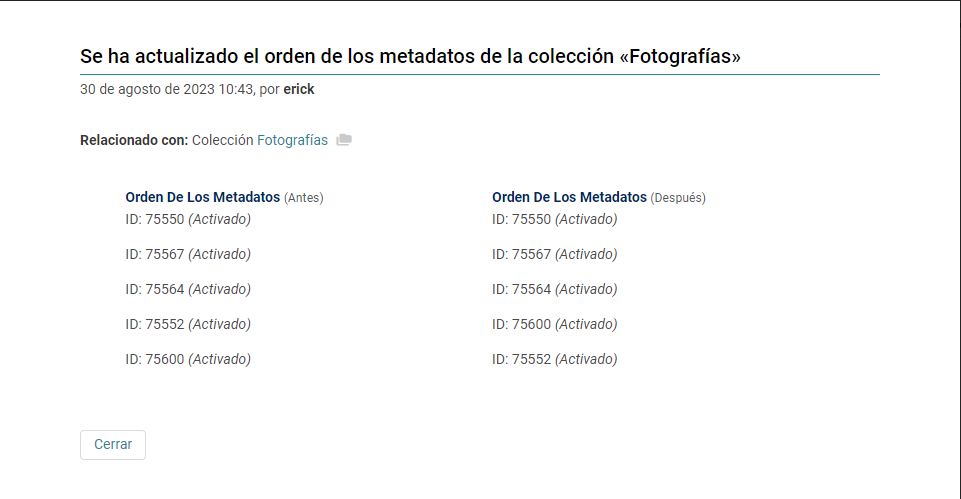 Se ha actualizado el orden de los metadatos de la colección «Fotografías»
30 de agosto de 2023 10:43, por erick
Relacionado con: Colección Fotografías
Orden De Los Metadatos (Antes)
ID: 75550 (Activado)
ID: 75567 (Activado)
ID: 75564 (Activado)
ID: 75552 (Activado)
ID: 75600 (Activado)
Orden De Los Metadatos (Después)
ID: 75550 (Activado)
ID: 75567 (Activado)
ID: 75564 (Activado)
ID: 75600 (Activado)
ID: 75552 (Activado)
Cerrar